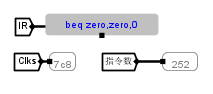 IR beq zero,zero,0
Clks 7c8 指令数 252